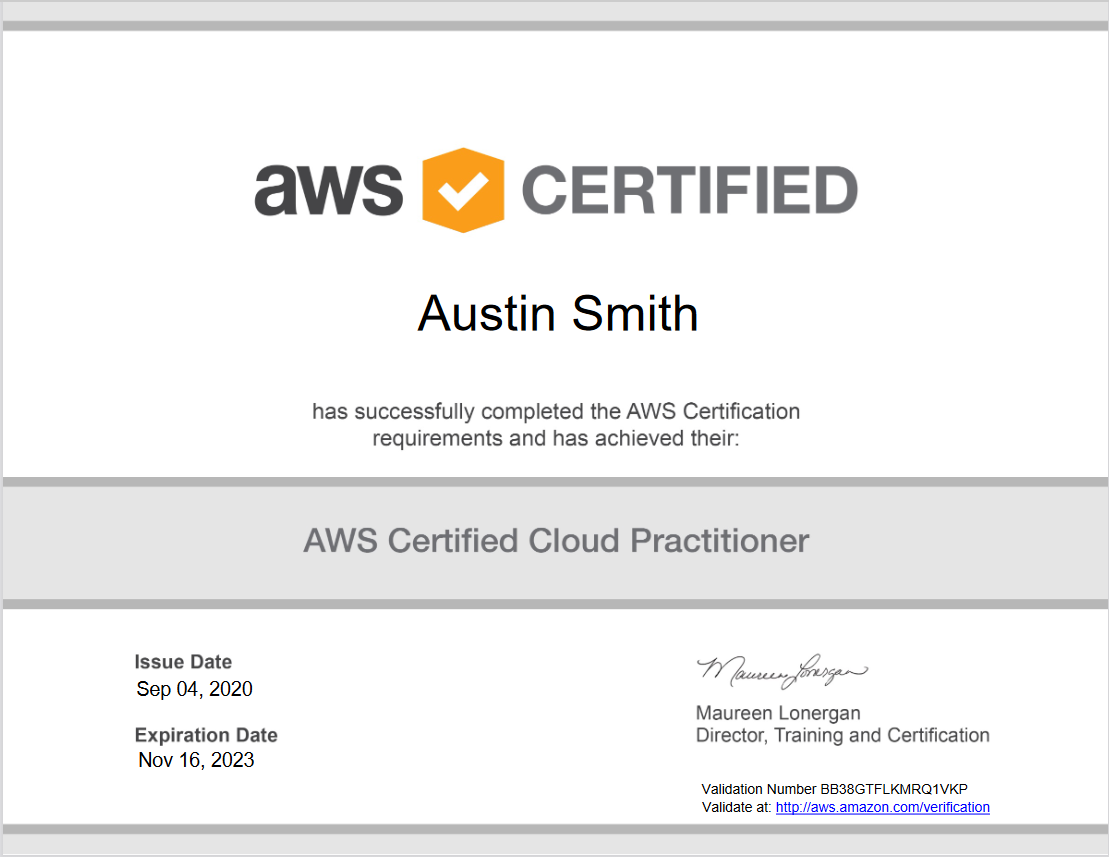 aws CERTIFIED
Austin Smith
has successfully completed the AWS Certification
requirements and has achieved their:
AWS Certified Cloud Practitioner
Issue Date
Sep 04, 2020
Expiration Date
Nov 16, 2023
Maureen Lonergan
Maureen Lonergan
Director, Training and Certification
Validation Number BB38GTFLKMRQ1VKP
Validate at: http://aws.amazon.com/verification